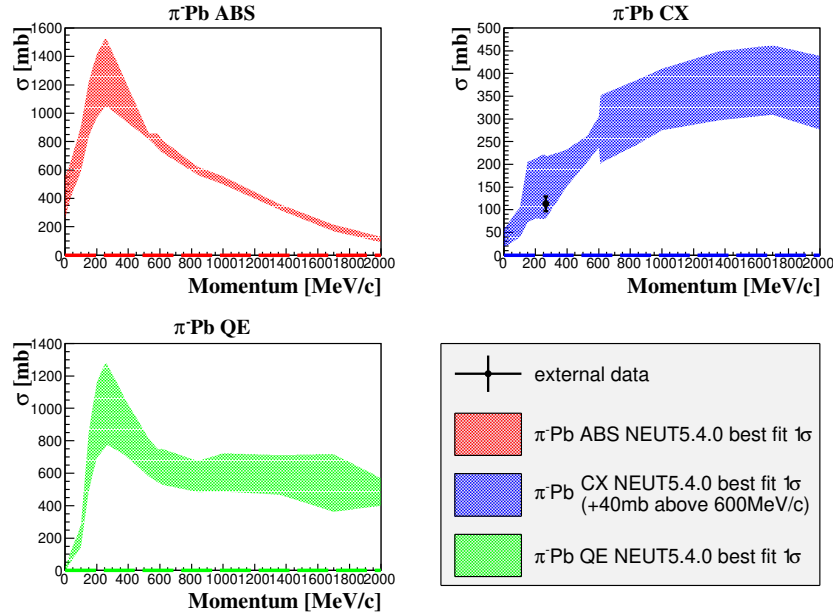 π⁻Pb ABS
σ [mb]
1600
1400
1200
1000
800
600
400
200
0
0 200 400 600 800 1000 1200 1400 1600 1800 2000
Momentum [MeV/c]
π⁻Pb CX
σ [mb]
500
450
400
350
300
250
200
150
100
50
0
0 200 400 600 800 1000 1200 1400 1600 1800 2000
Momentum [MeV/c]
π⁻Pb QE
σ [mb]
1400
1200
1000
800
600
400
200
0
0 200 400 600 800 1000 1200 1400 1600 1800 2000
Momentum [MeV/c]
external data
π⁻Pb ABS NEUT5.4.0 best fit 1σ
π⁻Pb CX NEUT5.4.0 best fit 1σ
(+40mb above 600MeV/c)
π⁻Pb QE NEUT5.4.0 best fit 1σ